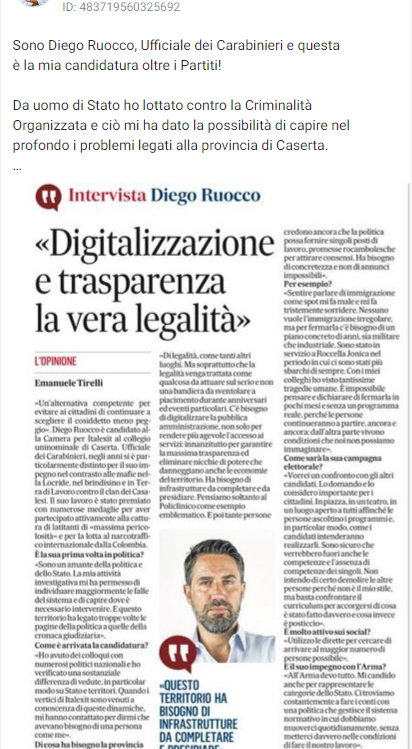 ID: 483719560325692
Sono Diego Ruocco, Ufficiale dei Carabinieri e questa
è la mia candidatura oltre i Partiti!
Da uomo di Stato ho lottato contro la Criminalità
Organizzata e ciò mi ha dato la possibilità di capire nel
profondo i problemi legati alla provincia di Caserta.
...
Intervista Diego Ruocco
«Digitalizzazione
e trasparenza
la vera legalità»
L'OPINIONE
Emanuele Tirelli
«Un'alternativa competente per
evitare ai cittadini di continuare a
scegliere il cosiddetto meno peg-
gio». Diego Ruocco è candidato al-
la Camera per Italexit al collegio
uninominale di Caserta. Ufficiale
dei Carabinieri, negli anni si è par-
ticolarmente distinto per il suo im-
pegno nel contrasto alle mafie nel-
la Locride, nel brindisino e in Ter-
ra di Lavoro contro il clan dei Ca-
lesi. Il suo lavoro è stato premiato
con numerose medaglie per aver
partecipato attivamente alla cattu-
ra di latitanti di «massima perico-
losità» e per la lotta al narcotraffi-
co internazionale dalla Colombia.
È la sua prima volta in politica?
«Sono un amante della politica e
dello Stato. La mia attività
investigativa mi ha permesso di
individuare maggiormente le falle
del sistema e di capire dove è
necessario intervenire. E questo
territorio ha legato troppe volte le
pagine della politica a quelle della
cronaca giudiziaria».
Come è arrivata la candidatura?
«Ho avuto dei colloqui con
numerosi politici nazionali e ho
verificato una sostanziale
differenza di vedute, in particolar
modo su Stato e territori. Quando i
vertici di Italexit sono venuti a
conoscenza di queste dinamiche,
mi hanno contattato per dirmi che
avevano bisogno di una persona
come me».
Di cosa ha bisogno la provincia
«Di legalità, come tanti altri
luoghi. Ma soprattutto che la
legalità venga trattata come
qualcosa da attuare sul serio e non
una bandiera da sventolare a
piacimento durante anniversari
ed eventi particolari. C'è bisogno
di digitalizzare la pubblica
amministrazione, non solo per
rendere più agevole l'accesso ai
servizi: innanzitutto per garantire
la massima trasparenza ed
eliminare nicchie di potere che
danneggiano anche le economie
del territorio. Ha bisogno di
infrastrutture da completare e da
presidiare. Pensiamo soltanto al
Policlinico come esempio
emblematico. E poi tante persone
«QUESTO
TERRITORIO HA
BISOGNO DI
INFRASTRUTTURE
DA COMPLETARE
E PRESIDIARE
credono ancora che la politica
possa fornire singoli posti di
lavoro, promesse rocambolesche
per attirare consensi. Ha bisogno
di concretezza e non di annunci
impossibili».
Per esempio?
«Sentire parlare di immigrazione
come spot mi fa male e mi fa
tristemente sorridere. Nessuno
vuole l'immigrazione irregolare,
ma per fermarla c'è bisogno di un
piano concreto di anni, sia militare
che industriale. Sono stato in
servizio a Roccella Jonica nel
periodo in cui ci sono stati più
sbarchi di sempre. Con i miei
colleghi ho visto tantissime
tragedie umane. È impossibile
pensare e dichiarare di fermarla in
pochi mesi e senza un programma
reale, perché le persone
continueranno a partire, ancora e
ancora: dall'altra parte vivono
condizioni che noi non possiamo
immaginare».
Come sarà la sua campagna
elettorale?
«Vorrei un confronto con gli altri
candidati. Lo domando e lo
considero importante per i
cittadini. In piazza, in un teatro, in
un luogo aperto a tutti affinché le
persone ascoltino i programmi e,
in particolar modo, come i
candidati intenderanno
realizzarli. Sono sicuro che
verrebbero fuori anche le
competenze e l'assenza di
competenze dei singoli. Non
intendo di certo demolire le altre
persone perché non è il mio stile,
ma basta confrontare il
curriculum per accorgersi di cosa
è stato fatto davvero e cosa invece
è posticcio».
È molto attivo sui social?
«Utilizzo le dirette per cercare di
arrivare al maggior numero di
persone possibile».
E il suo impegno con l'Arma?
«All'Arma devo tutto. Mi candido
anche per rappresentare le
categorie dello Stato. Ci troviamo
costantemente a fare i conti con
una politica che gestisce il sistema
normativo in cui dobbiamo
muoverci quotidianamente, senza
metterci davvero nelle condizioni
di fare il nostro lavoro».